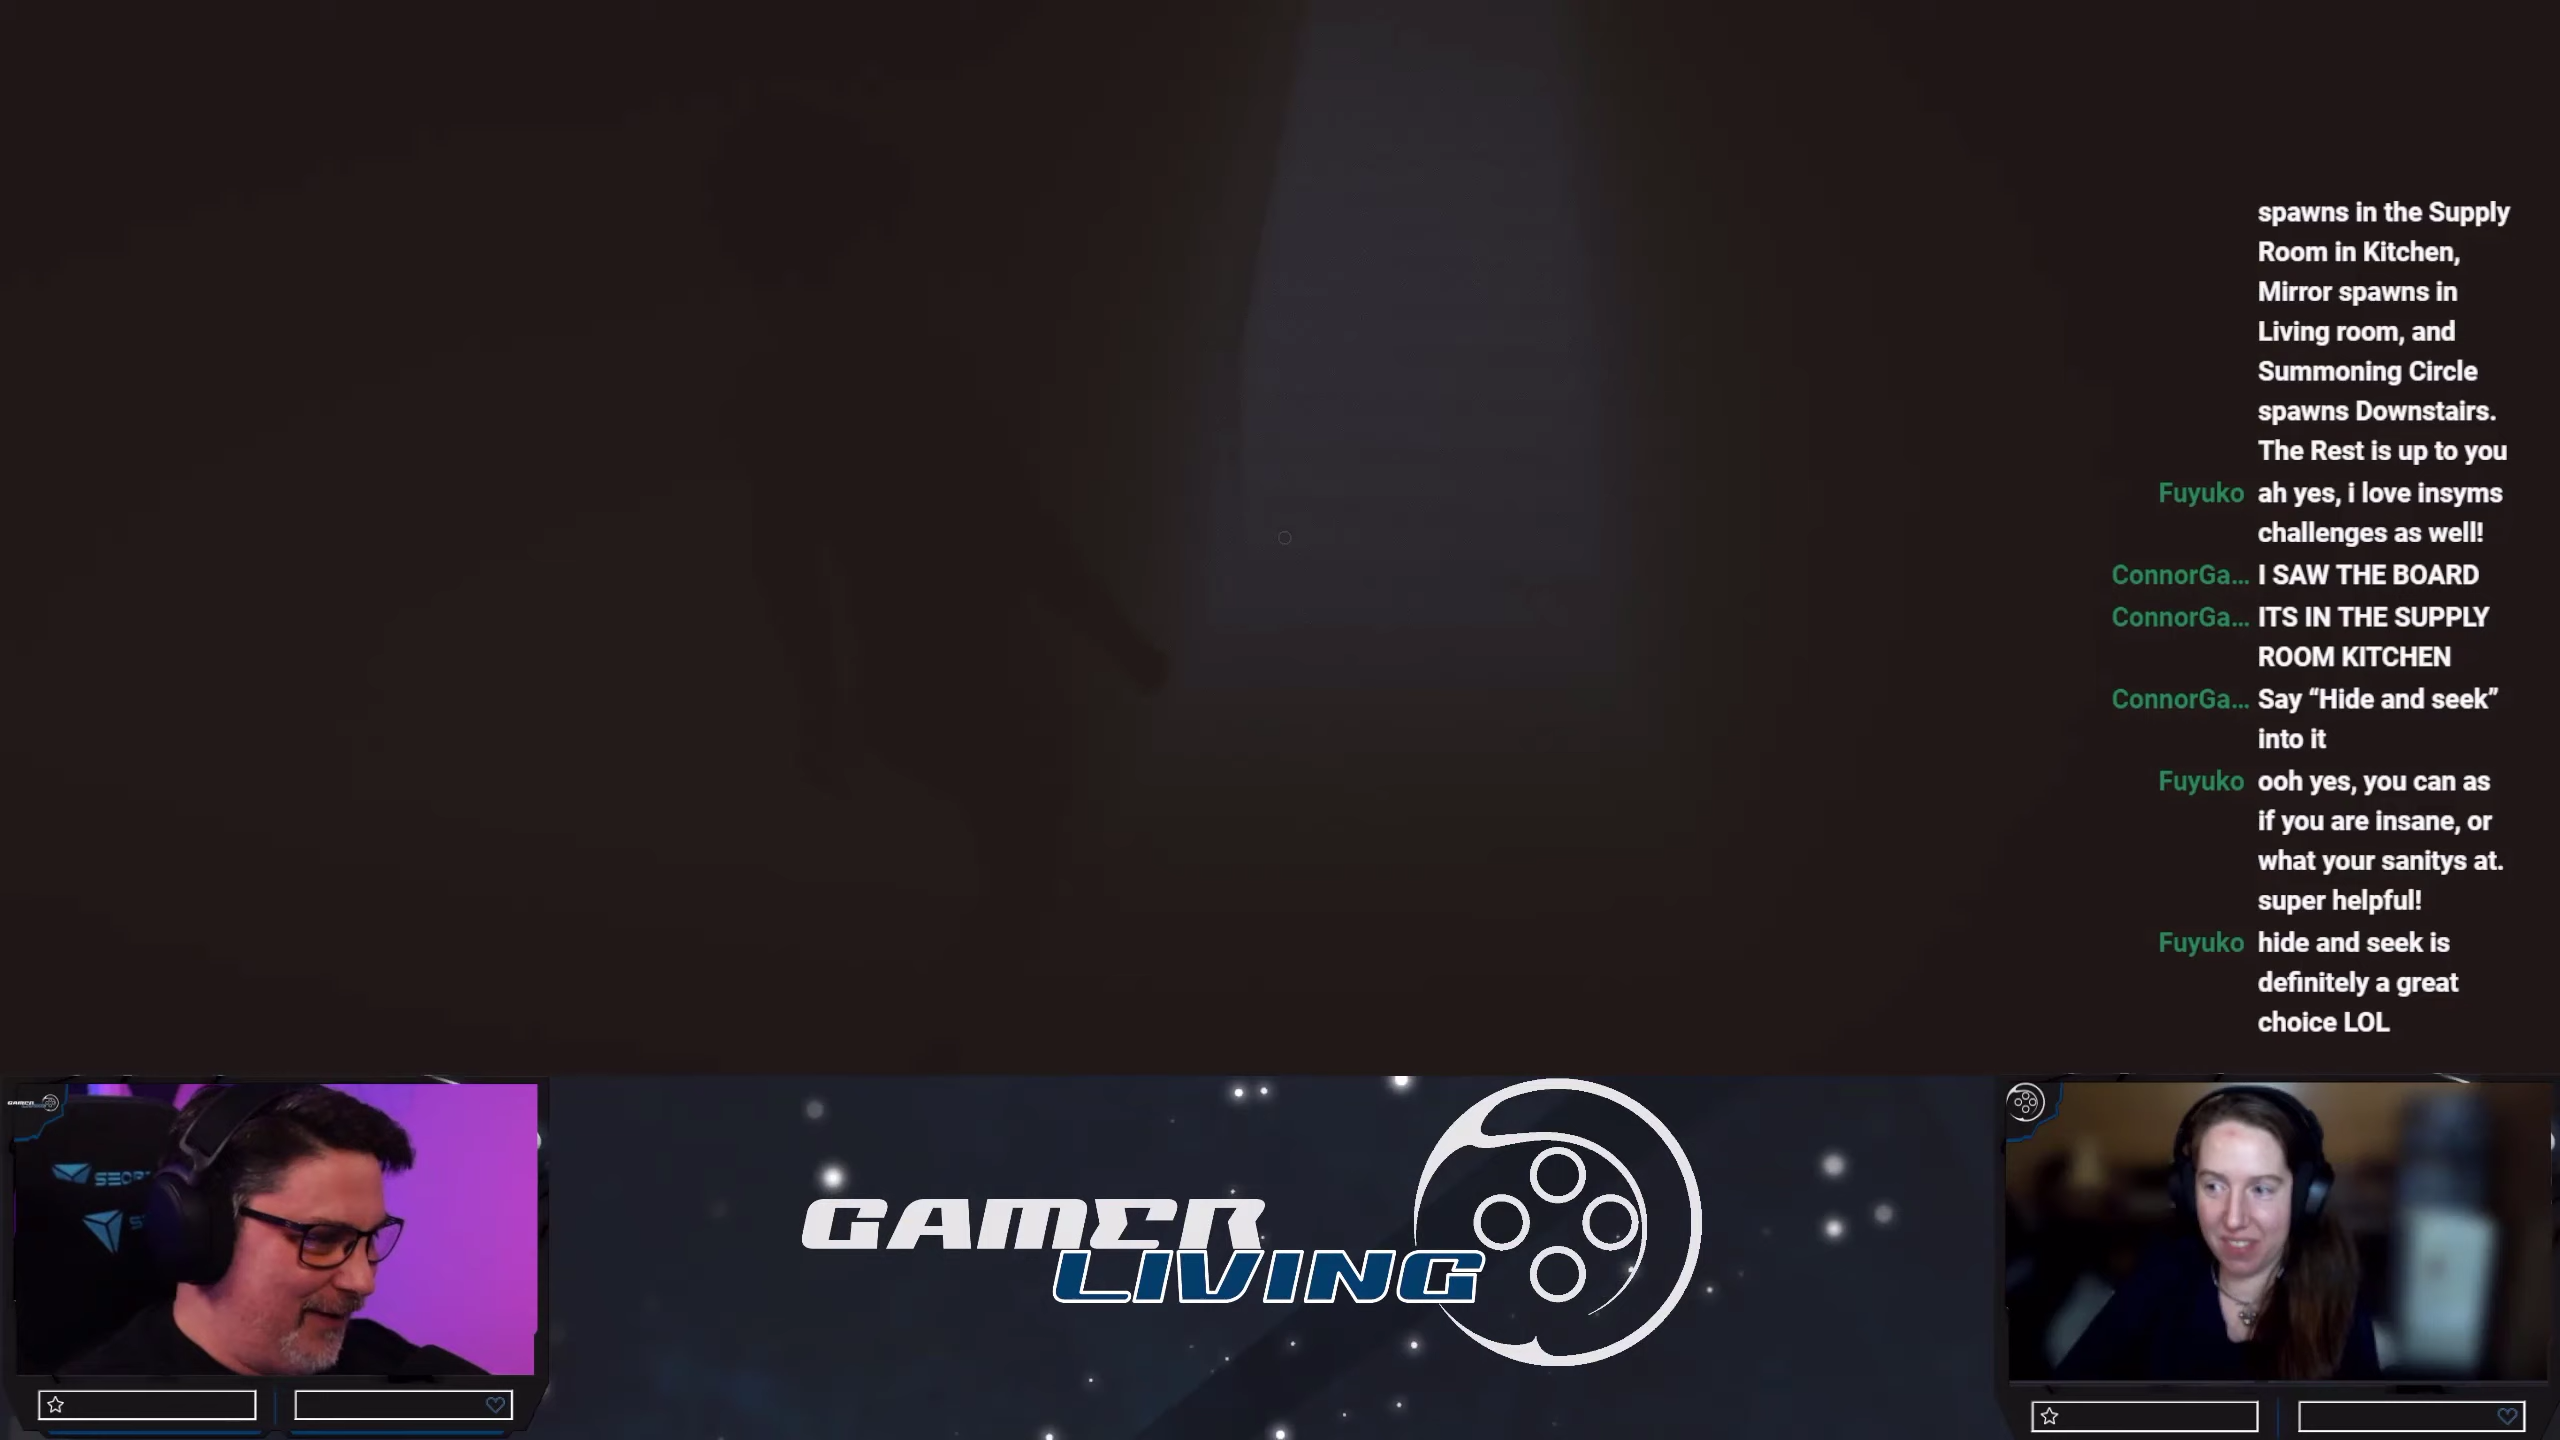 spawns in the Supply
Room in Kitchen,
Mirror spawns in
Living room, and
Summoning Circle
spawns Downstairs.
The Rest is up to you
Fuyuko ah yes, i love insyms
challenges as well!
ConnorGa... I SAW THE BOARD
ConnorGa... ITS IN THE SUPPLY
ROOM KITCHEN
ConnorGa... Say “Hide and seek”
into it
Fuyuko ooh yes, you can as
if you are insane, or
what your sanitys at.
super helpful!
Fuyuko hide and seek is
definitely a great
choice LOL
GAMER
LIVING